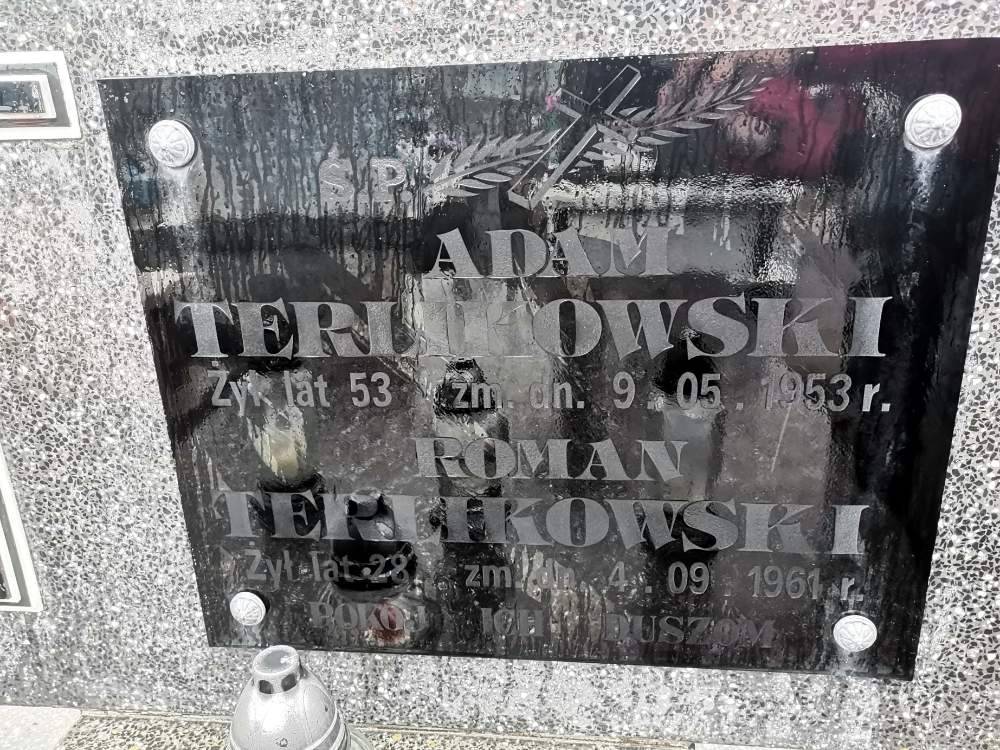 Ś.P.
ADAM
TERLIKOWSKI
Żył lat 53 zm. dn. 9.05.1953 r.
ROMAN
TERLIKOWSKI
Żył lat 28 zm. dn. 4.09.1961 r.
POKÓJ ICH DUSZOM